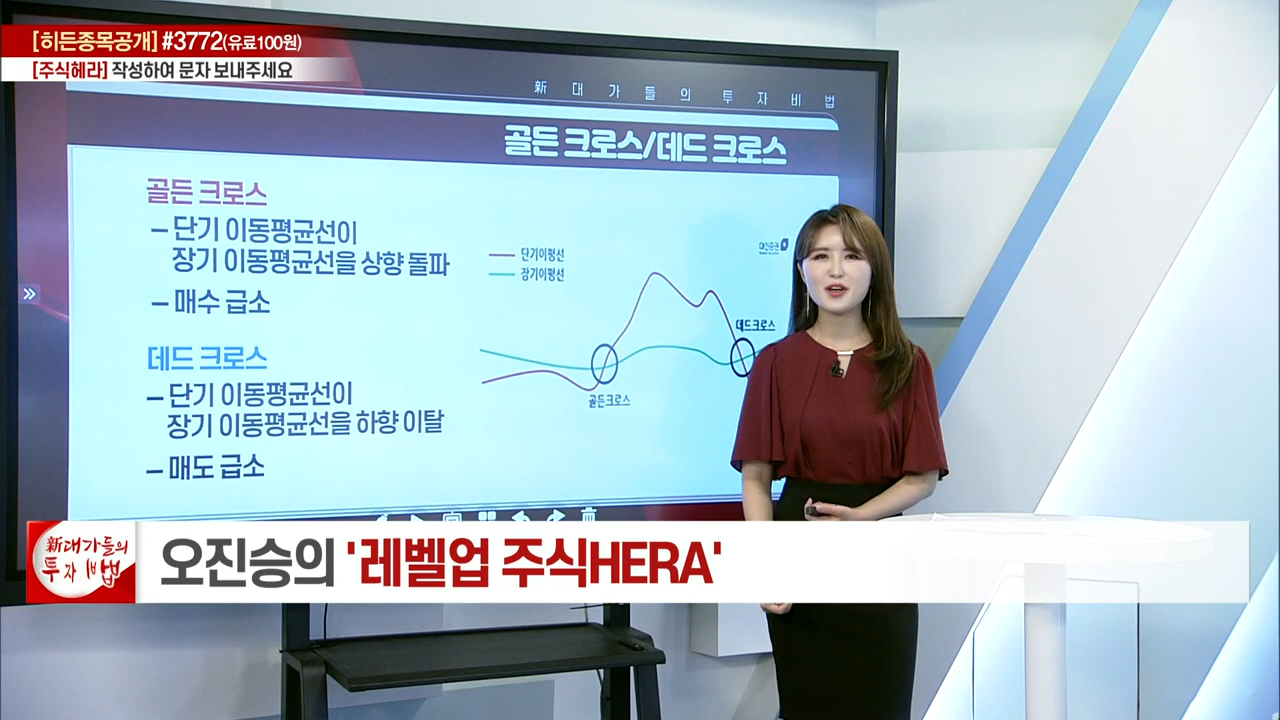 [히든종목공개] #3772(유료100원)
[주식헤라] 작성하여 문자 보내주세요
新 대가들의 투자비법
골든 크로스/데드 크로스
골든 크로스
– 단기 이동평균선이
장기 이동평균선을 상향 돌파
– 매수 급소
데드 크로스
– 단기 이동평균선이
장기 이동평균선을 하향 이탈
– 매도 급소
단기이평선
장기이평선
대신증권
데드크로스
골든크로스
新대가들의
투자비법
오진승의 '레벨업 주식HERA'